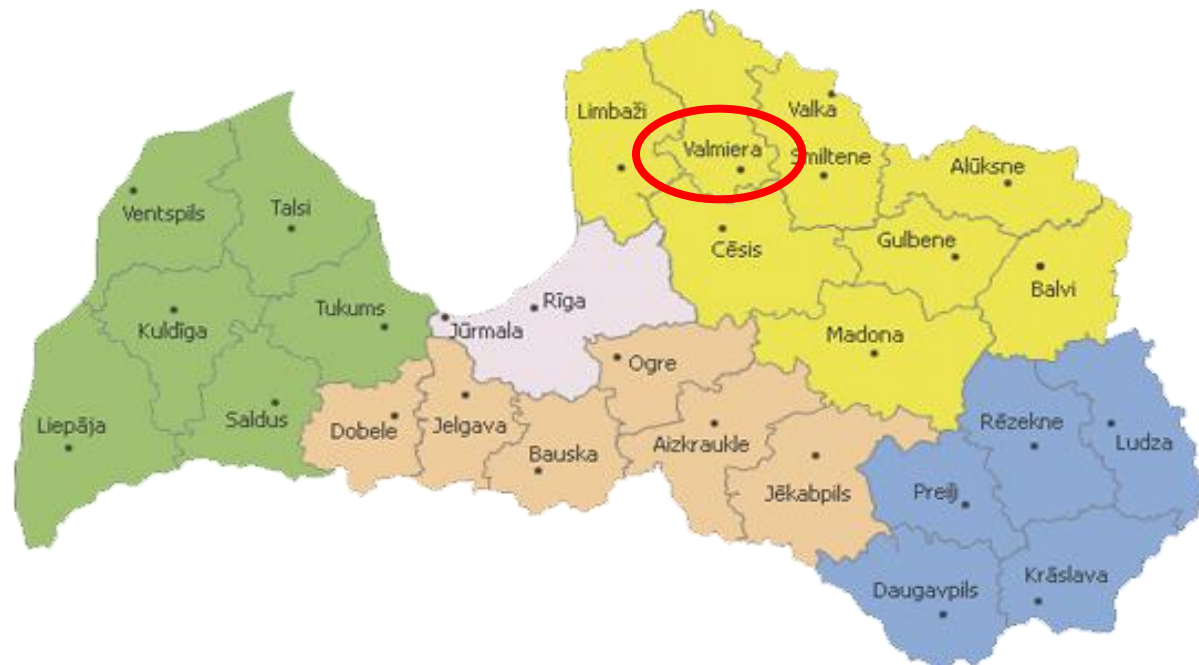 Limbaži
Valka
Valmiera
Smiltene
Alūksne
Ventspils
Talsi
Cēsis
Gulbene
Balvi
Rīga
Tukums
Kuldīga
Jūrmala
Madona
Ogre
Liepāja
Saldus
Dobele
Jelgava
Rēzekne
Ludza
Aizkraukle
Bauska
Jēkabpils
Preiļi
Daugavpils
Krāslava